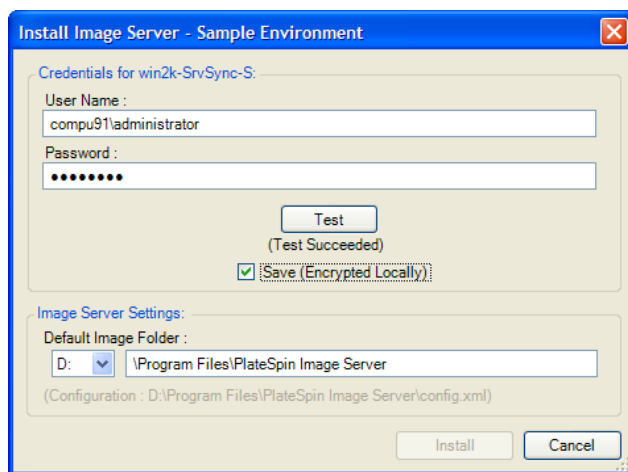 Install Image Server - Sample Environment
Credentials for win2k-SrvSync-S:
User Name :
compu91\administrator
Password :
●●●●●●●●
Test
(Test Succeeded)
Save (Encrypted Locally)
Image Server Settings:
Default Image Folder :
D: \Program Files\PlateSpin Image Server
(Configuration : D:\Program Files\PlateSpin Image Server\config.xml)
Install Cancel